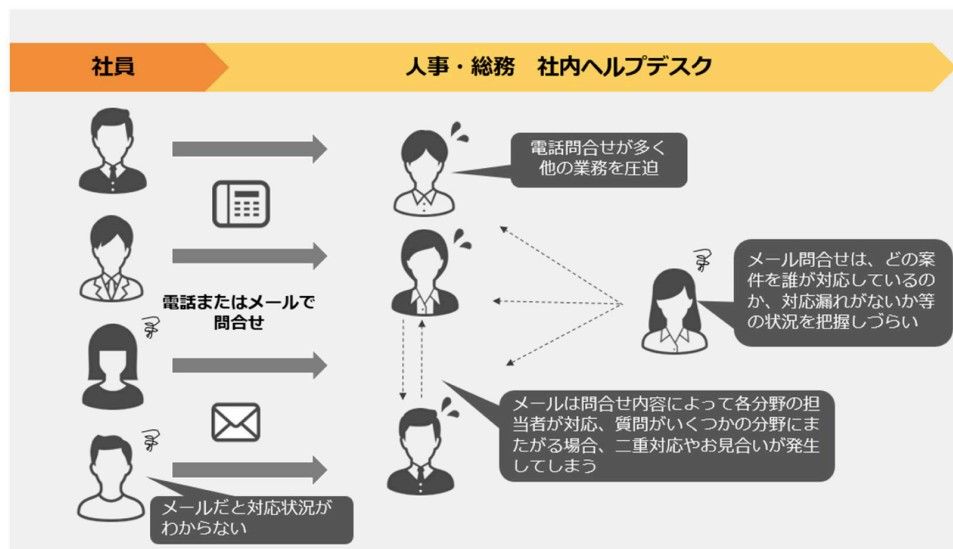 社員
人事・総務　社内ヘルプデスク
電話問合せが多く
他の業務を圧迫
電話またはメールで
問合せ
メール問合せは、どの案
件を誰が対応しているの
か、対応漏れがないか等
の状況を把握しづらい
メールは問合せ内容によって各分野の担
当者が対応、質問がいくつかの分野にま
たがる場合、二重対応やお見合いが発生
してしまう
メールだと対応状況が
わからない